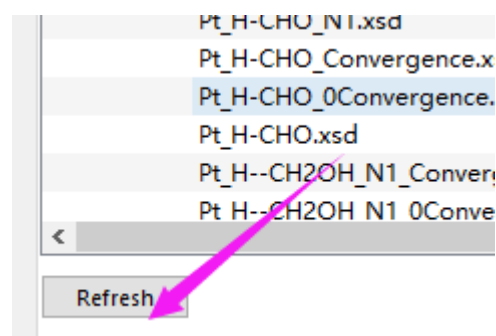 Pt_H-CHO_N1.xsd
Pt_H-CHO_Convergence.x
Pt_H-CHO_0Convergence.
Pt_H-CHO.xsd
Pt_H--CH2OH_N1_Converg
Pt_H--CH2OH_N1_0Conve
Refresh